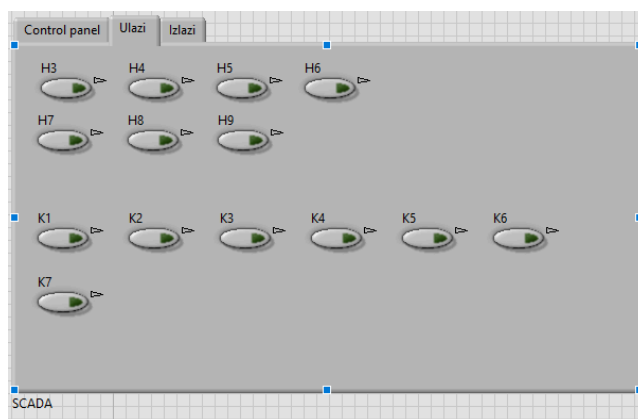 Control panel Ulazi Izlazi
H3 H4 H5 H6
H7 H8 H9
K1 K2 K3 K4 K5 K6
K7
SCADA